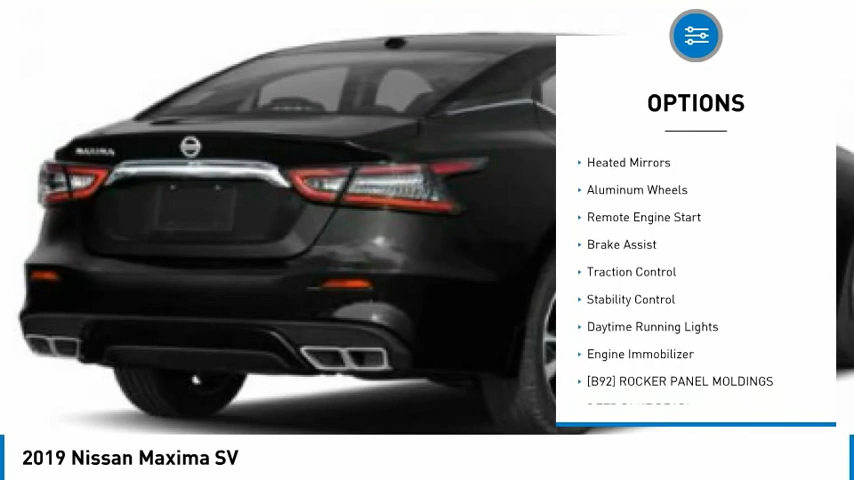 MAXIMA
OPTIONS
Heated Mirrors
Aluminum Wheels
Remote Engine Start
Brake Assist
Traction Control
Stability Control
Daytime Running Lights
Engine Immobilizer
[B92] ROCKER PANEL MOLDINGS
2019 Nissan Maxima SV